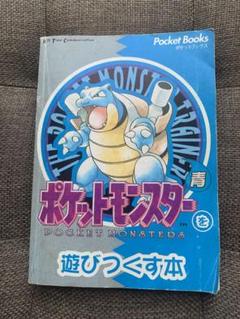 Pocket Books
ポケットブックス
THE POCKET MONSTER TRAINER
ポケットモンスター
青
を
POCKET MONSTERS
遊びつくす本